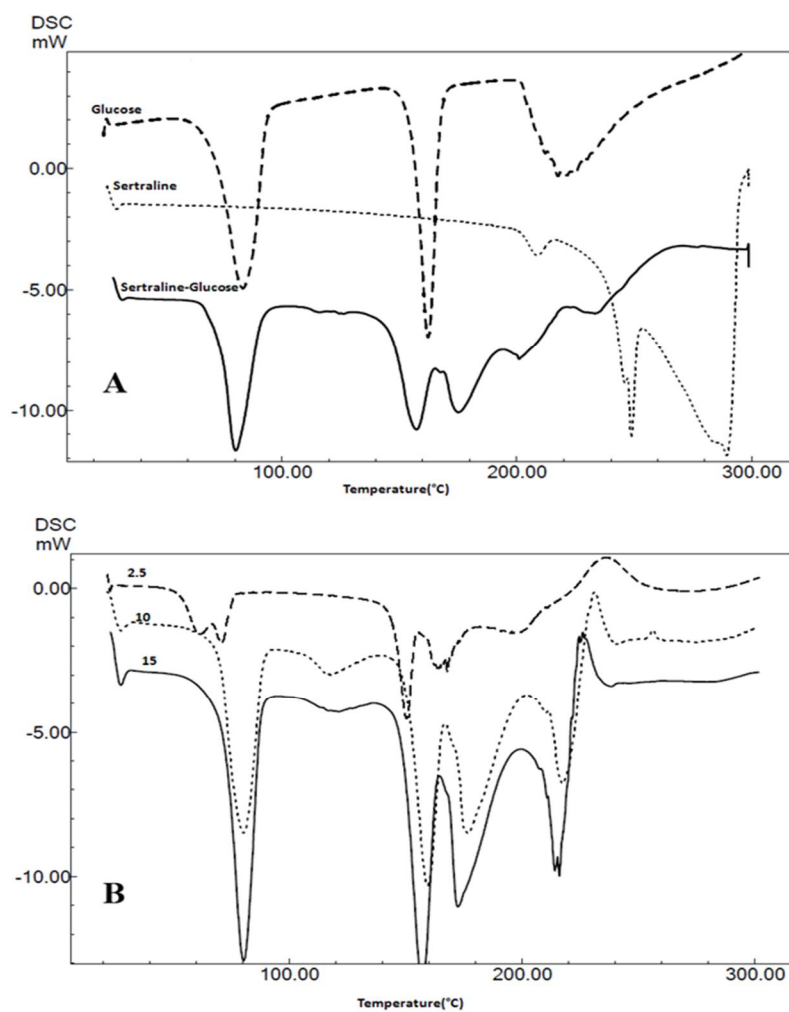 DSC
mW
Glucose
0.00
Sertraline
-5.00
Sertraline-Glucose
A
-10.00
100.00
200.00
300.00
Temperature(°C)
DSC
mW
0.00
2.5
10
15
-5.00
-10.00
B
100.00
200.00
300.00
Temperature(°C)